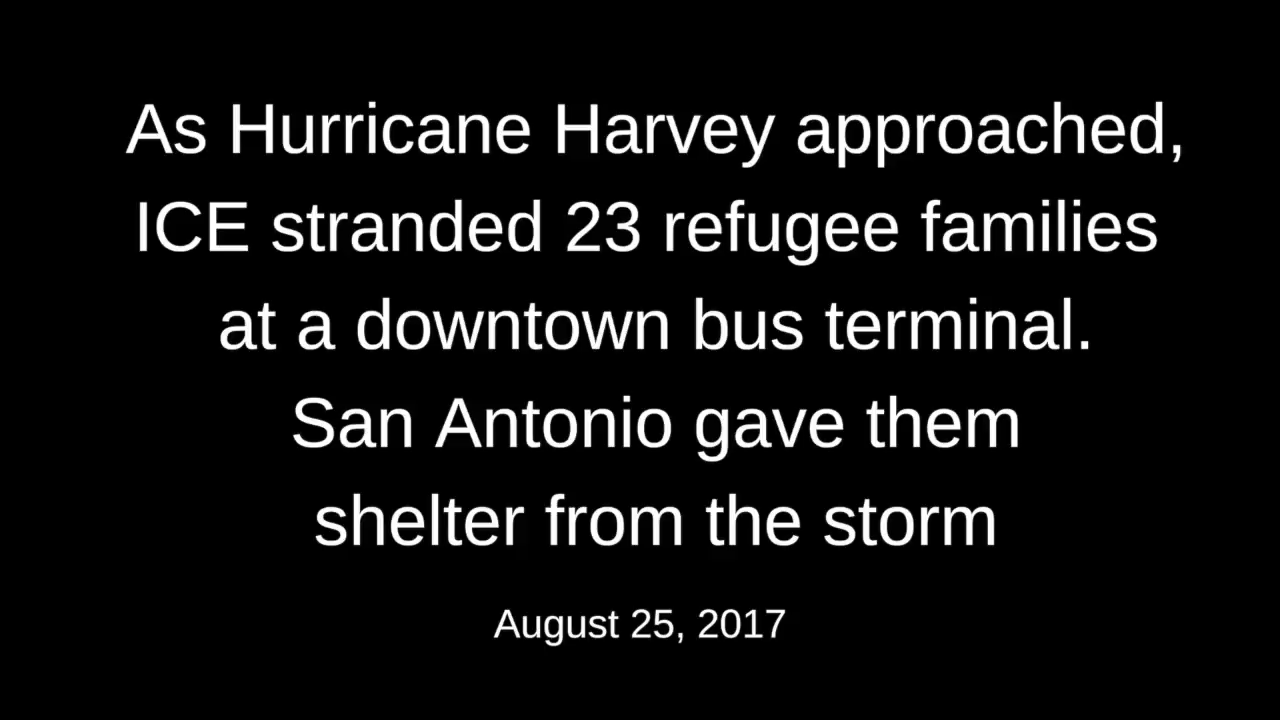 As Hurricane Harvey approached,
ICE stranded 23 refugee families
at a downtown bus terminal.
San Antonio gave them
shelter from the storm
August 25, 2017